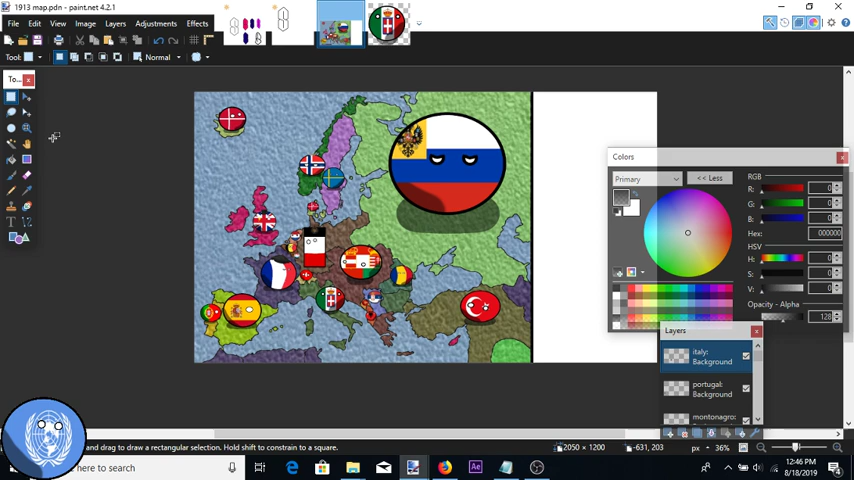 1913 map.pdn - paint.net 4.2.1
File Edit View Image Layers Adjustments Effects
Tool: Normal
To...
Colors
Primary << Less
RGB
R: 0
G: 0
B: 0
Hex: 000000
HSV
H: 0
S: 0
V: 0
Opacity - Alpha
128
Layers
italy:
Background
portugal:
Background
montonagro:
and drag to draw a rectangular selection. Hold shift to constrain to a square.
2050 × 1200 -631, 203 px 36%
here to search
Ae
12:46 PM
8/18/2019
4